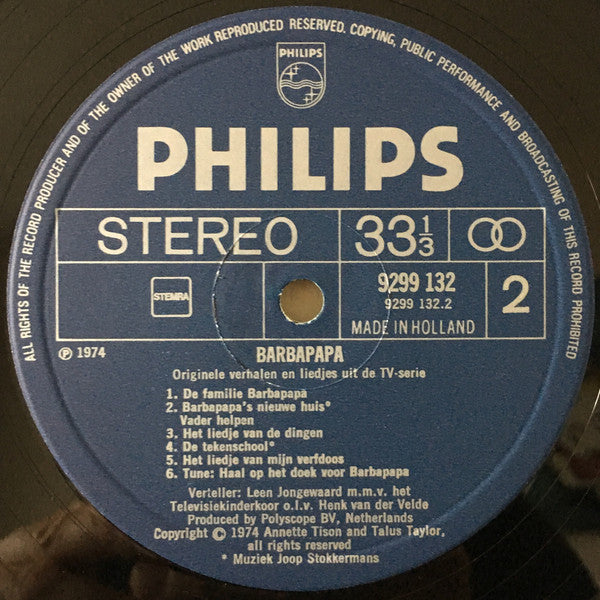 ALL RIGHTS OF THE RECORD PRODUCER AND OF THE OWNER OF THE WORK REPRODUCED RESERVED. COPYING, PUBLIC PERFORMANCE AND BROADCASTING OF THIS RECORD PROHIBITED
PHILIPS
PHILIPS
STEREO 33⅓
STEMRA
9299 132
9299 132.2
MADE IN HOLLAND
2
Ⓟ 1974
BARBAPAPA
Originele verhalen en liedjes uit de TV-serie
1. De familie Barbapapa
2. Barbapapa's nieuwe huis*
Vader helpen
3. Het liedje van de dingen
4. De tekenschool*
5. Het liedje van mijn verfdoos
6. Tune: Haal op het doek voor Barbapapa
Verteller: Leen Jongewaard m.m.v. het
Televisiekinderkoor o.l.v. Henk van der Velde
Produced by Polyscope BV, Netherlands
Copyright © 1974 Annette Tison and Talus Taylor,
all rights reserved
* Muziek Joop Stokkermans